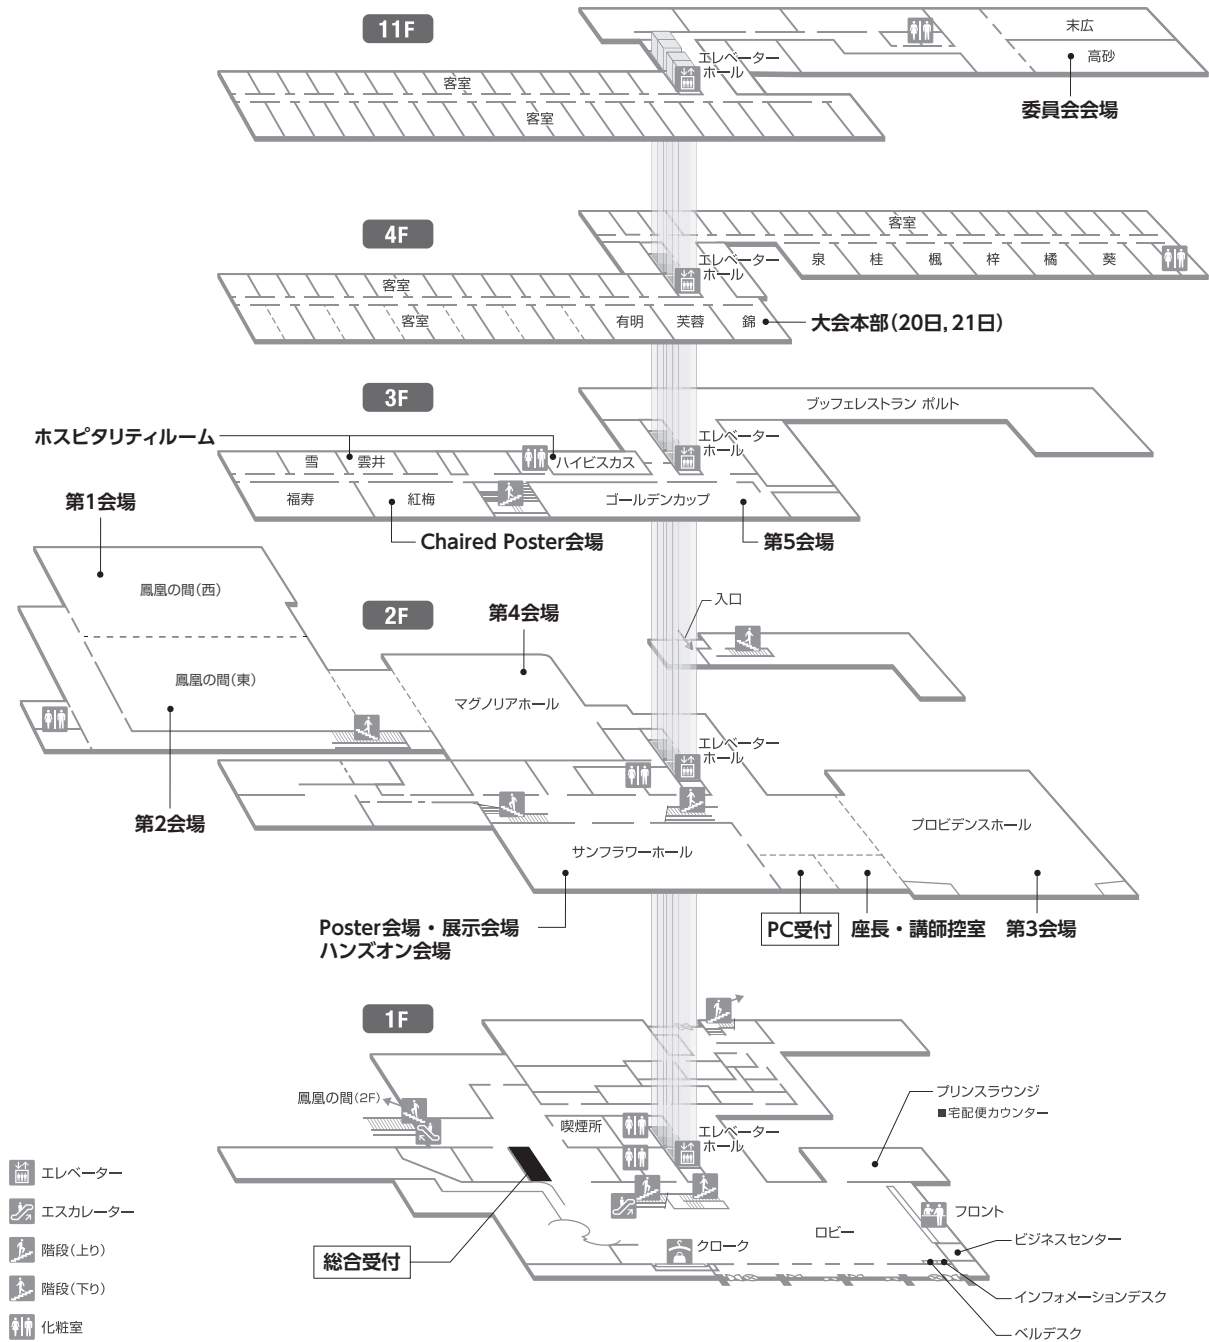 11F
末広
高砂
エレベーター
ホール
客室
客室
委員会会場
4F
客室
エレベーター
ホール
泉
桂
楓
梓
橘
葵
客室
客室
有明
芙蓉
錦
大会本部(20日,21日)
3F
ブッフェレストラン ポルト
ホスピタリティルーム
エレベーター
ホール
雪
雲井
ハイビスカス
福寿
紅梅
ゴールデンカップ
第1会場
Chaired Poster会場
第5会場
鳳凰の間(西)
2F
第4会場
入口
鳳凰の間(東)
マグノリアホール
エレベーター
ホール
第2会場
サンフラワーホール
プロビデンスホール
Poster会場・展示会場
ハンズオン会場
PC受付
座長・講師控室
第3会場
1F
鳳凰の間(2F)
喫煙所
エレベーター
ホール
プリンスラウンジ
■宅配便カウンター
フロント
ロビー
クローク
総合受付
ビジネスセンター
インフォメーションデスク
ベルデスク
エレベーター
エスカレーター
階段(上り)
階段(下り)
化粧室